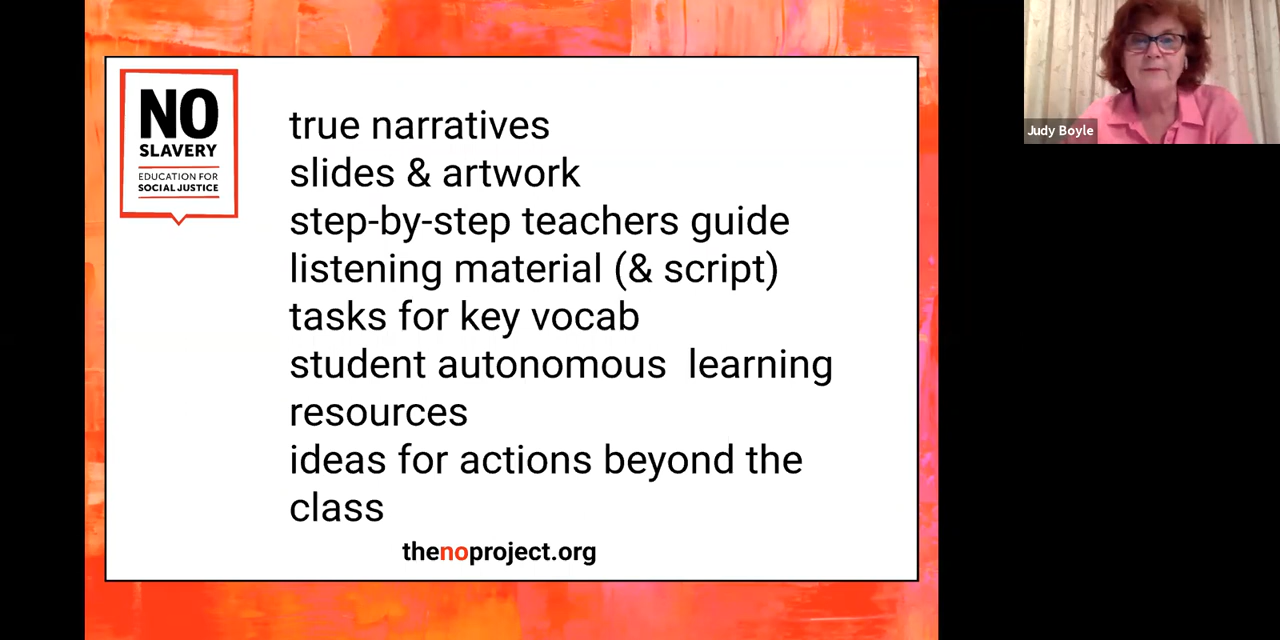 NO
SLAVERY
EDUCATION FOR
SOCIAL JUSTICE
true narratives
slides & artwork
step-by-step teachers guide
listening material (& script)
tasks for key vocab
student autonomous  learning
resources
ideas for actions beyond the
class
thenoproject.org
Judy Boyle